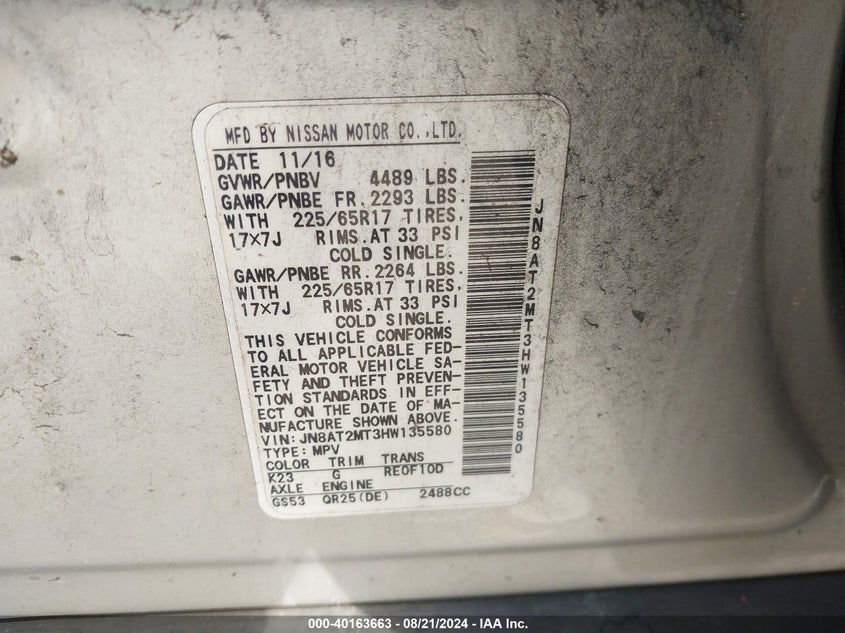 MFD BY NISSAN MOTOR CO.,LTD.
DATE 11/16
GVWR/PNBV 4489 LBS.
GAWR/PNBE FR. 2293 LBS.
WITH 225/65R17 TIRES,
17×7J RIMS.AT 33 PSI
COLD SINGLE.
GAWR/PNBE RR. 2264 LBS.
WITH 225/65R17 TIRES,
17×7J RIMS.AT 33 PSI
COLD SINGLE.
THIS VEHICLE CONFORMS
TO ALL APPLICABLE FED-
ERAL MOTOR VEHICLE SA-
FETY AND THEFT PREVEN-
TION STANDARDS IN EFF-
ECT ON THE DATE OF MA-
NUFACTURE SHOWN ABOVE.
VIN:JN8AT2MT3HW135580
TYPE:MPV
COLOR TRIM TRANS
K23 G RE0F10D
AXLE ENGINE
GS53 QR25(DE) 2488CC
JN8AT2MT3HW135580
000-40163663 - 08/21/2024 - IAA Inc.